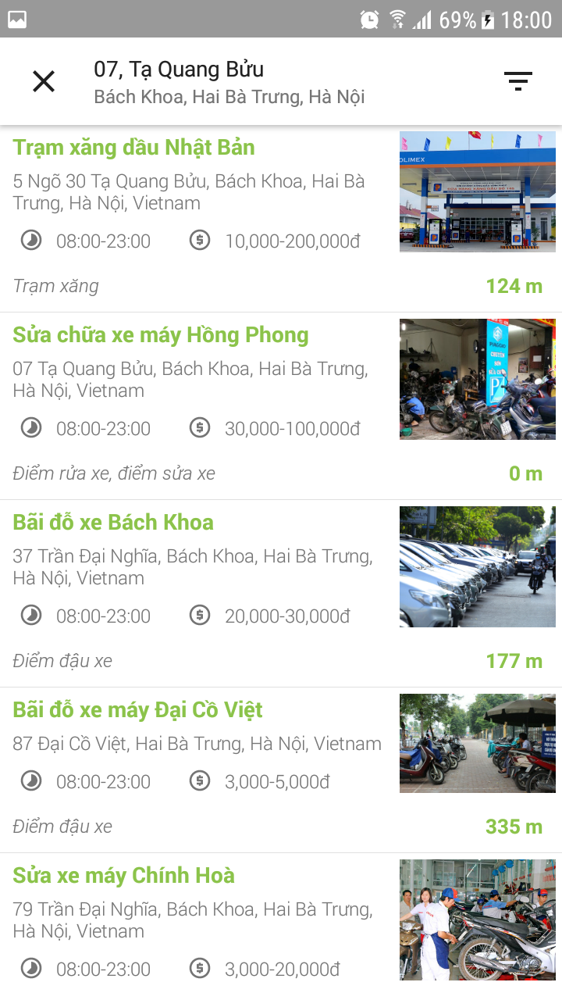 69% 18:00
07, Tạ Quang Bửu
Bách Khoa, Hai Bà Trưng, Hà Nội
Trạm xăng dầu Nhật Bản
5 Ngõ 30 Tạ Quang Bửu, Bách Khoa, Hai Bà
Trưng, Hà Nội, Vietnam
08:00-23:00 10,000-200,000đ
Trạm xăng 124 m
OLIMEX
Sửa chữa xe máy Hồng Phong
07 Tạ Quang Bửu, Bách Khoa, Hai Bà Trưng,
Hà Nội, Vietnam
08:00-23:00 30,000-100,000đ
Điểm rửa xe, điểm sửa xe 0 m
PIAGGIO
CHUYÊN
SƠN
Bãi đỗ xe Bách Khoa
37 Trần Đại Nghĩa, Bách Khoa, Hai Bà Trưng,
Hà Nội, Vietnam
08:00-23:00 20,000-30,000đ
Điểm đậu xe 177 m
Bãi đỗ xe máy Đại Cồ Việt
87 Đại Cồ Việt, Hai Bà Trưng, Hà Nội, Vietnam
08:00-23:00 3,000-5,000đ
Điểm đậu xe 335 m
Sửa xe máy Chính Hoà
79 Trần Đại Nghĩa, Bách Khoa, Hai Bà Trưng,
Hà Nội, Vietnam
08:00-23:00 3,000-20,000đ